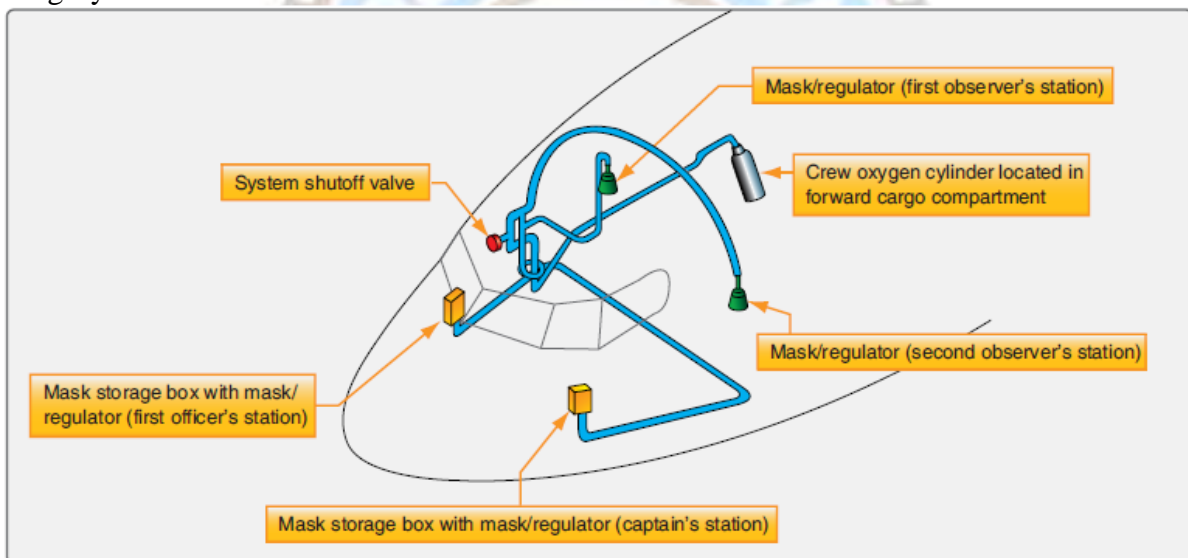 Mask/regulator (first observer's station)
System shutoff valve
Crew oxygen cylinder located in
forward cargo compartment
Mask/regulator (second observer's station)
Mask storage box with mask/
regulator (first officer's station)
Mask storage box with mask/regulator (captain's station)